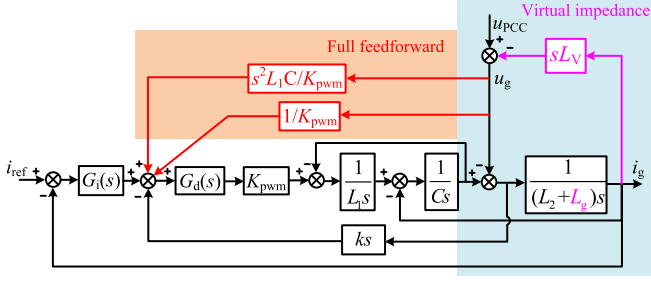 Virtual impedance
u_PCC
Full feedforward
+
−
sL_V
s²L₁C/K_pwm
u_g
1/K_pwm
i_ref
+
−
G_i(s)
+
+
+
−
G_d(s)
K_pwm
+
−
1/L₁s
+
−
1/Cs
+
−
1/(L₂+L_g)s
i_g
ks